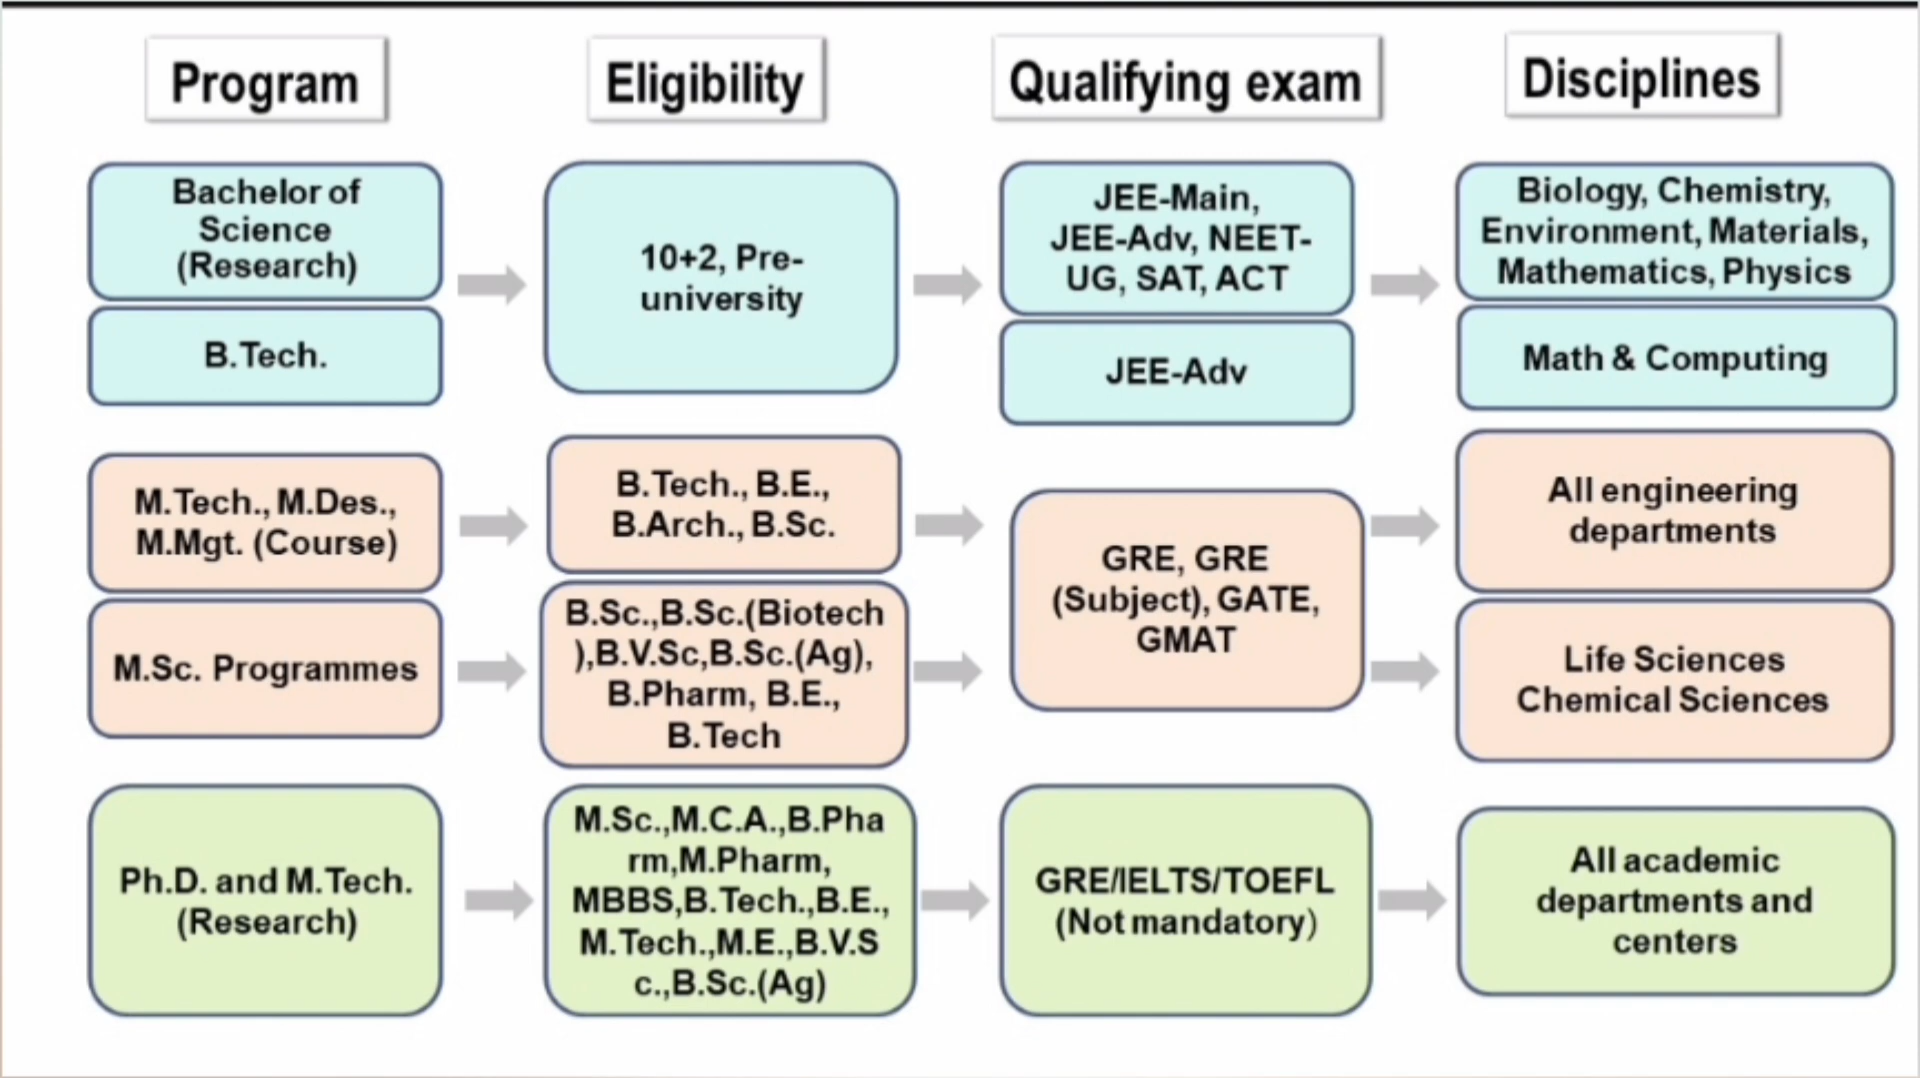 Program
Eligibility
Qualifying exam
Disciplines
Bachelor of
Science
(Research)
10+2, Pre-
university
JEE-Main,
JEE-Adv, NEET-
UG, SAT, ACT
Biology, Chemistry,
Environment, Materials,
Mathematics, Physics
B.Tech.
JEE-Adv
Math & Computing
M.Tech., M.Des.,
M.Mgt. (Course)
B.Tech., B.E.,
B.Arch., B.Sc.
GRE, GRE
(Subject), GATE,
GMAT
All engineering
departments
M.Sc. Programmes
B.Sc.,B.Sc.(Biotech
),B.V.Sc,B.Sc.(Ag),
B.Pharm, B.E.,
B.Tech
Life Sciences
Chemical Sciences
Ph.D. and M.Tech.
(Research)
M.Sc.,M.C.A.,B.Pha
rm,M.Pharm,
MBBS,B.Tech.,B.E.,
M.Tech.,M.E.,B.V.S
c.,B.Sc.(Ag)
GRE/IELTS/TOEFL
(Not mandatory)
All academic
departments and
centers